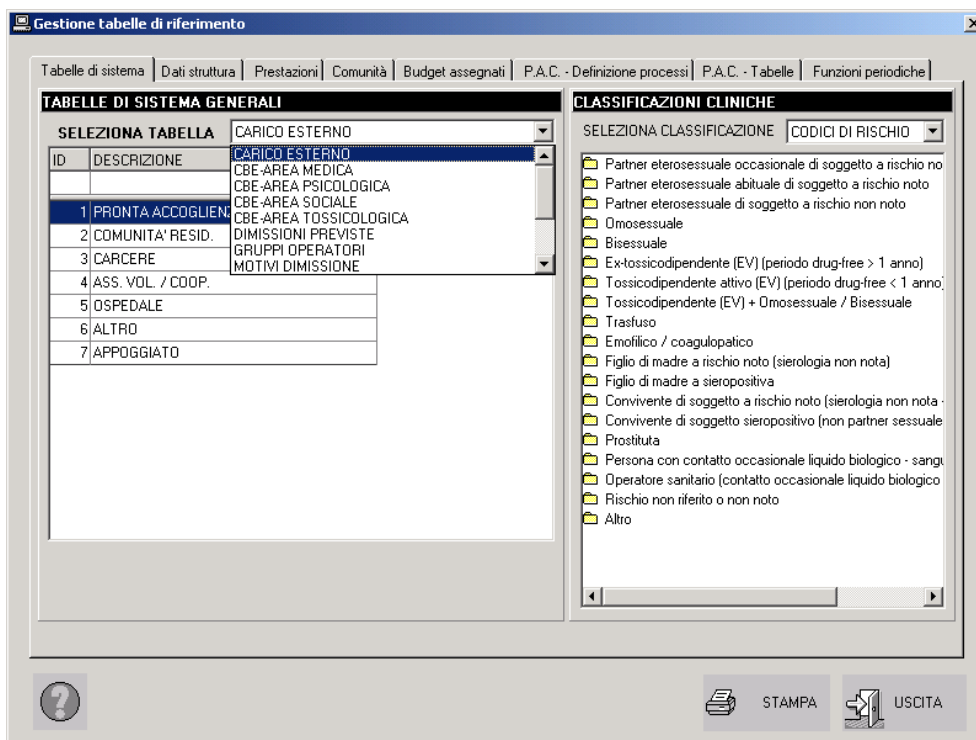 Gestione tabelle di riferimento
Tabelle di sistema Dati struttura Prestazioni Comunità Budget assegnati P.A.C. - Definizione processi P.A.C. - Tabelle Funzioni periodiche
TABELLE DI SISTEMA GENERALI
SELEZIONA TABELLA CARICO ESTERNO
CARICO ESTERNO
CBE-AREA MEDICA
CBE-AREA PSICOLOGICA
CBE-AREA SOCIALE
CBE-AREA TOSSICOLOGICA
DIMISSIONI PREVISTE
GRUPPI OPERATORI
MOTIVI DIMISSIONE
ID DESCRIZIONE
1 PRONTA ACCOGLIEN
2 COMUNITA' RESID.
3 CARCERE
4 ASS. VOL. / COOP.
5 OSPEDALE
6 ALTRO
7 APPOGGIATO
CLASSIFICAZIONI CLINICHE
SELEZIONA CLASSIFICAZIONE CODICI DI RISCHIO
Partner eterosessuale occasionale di soggetto a rischio no
Partner eterosessuale abituale di soggetto a rischio noto
Partner eterosessuale di soggetto a rischio non noto
Omosessuale
Bisessuale
Ex-tossicodipendente (EV) (periodo drug-free > 1 anno)
Tossicodipendente attivo (EV) (periodo drug-free < 1 anno)
Tossicodipendente (EV) + Omosessuale / Bisessuale
Trasfuso
Emofilico / coagulopatico
Figlio di madre a rischio noto (sierologia non nota)
Figlio di madre a sieropositiva
Convivente di soggetto a rischio noto (sierologia non nota -
Convivente di soggetto sieropositivo (non partner sessuale
Prostituta
Persona con contatto occasionale liquido biologico - sangu
Operatore sanitario (contatto occasionale liquido biologico
Rischio non riferito o non noto
Altro
STAMPA
USCITA